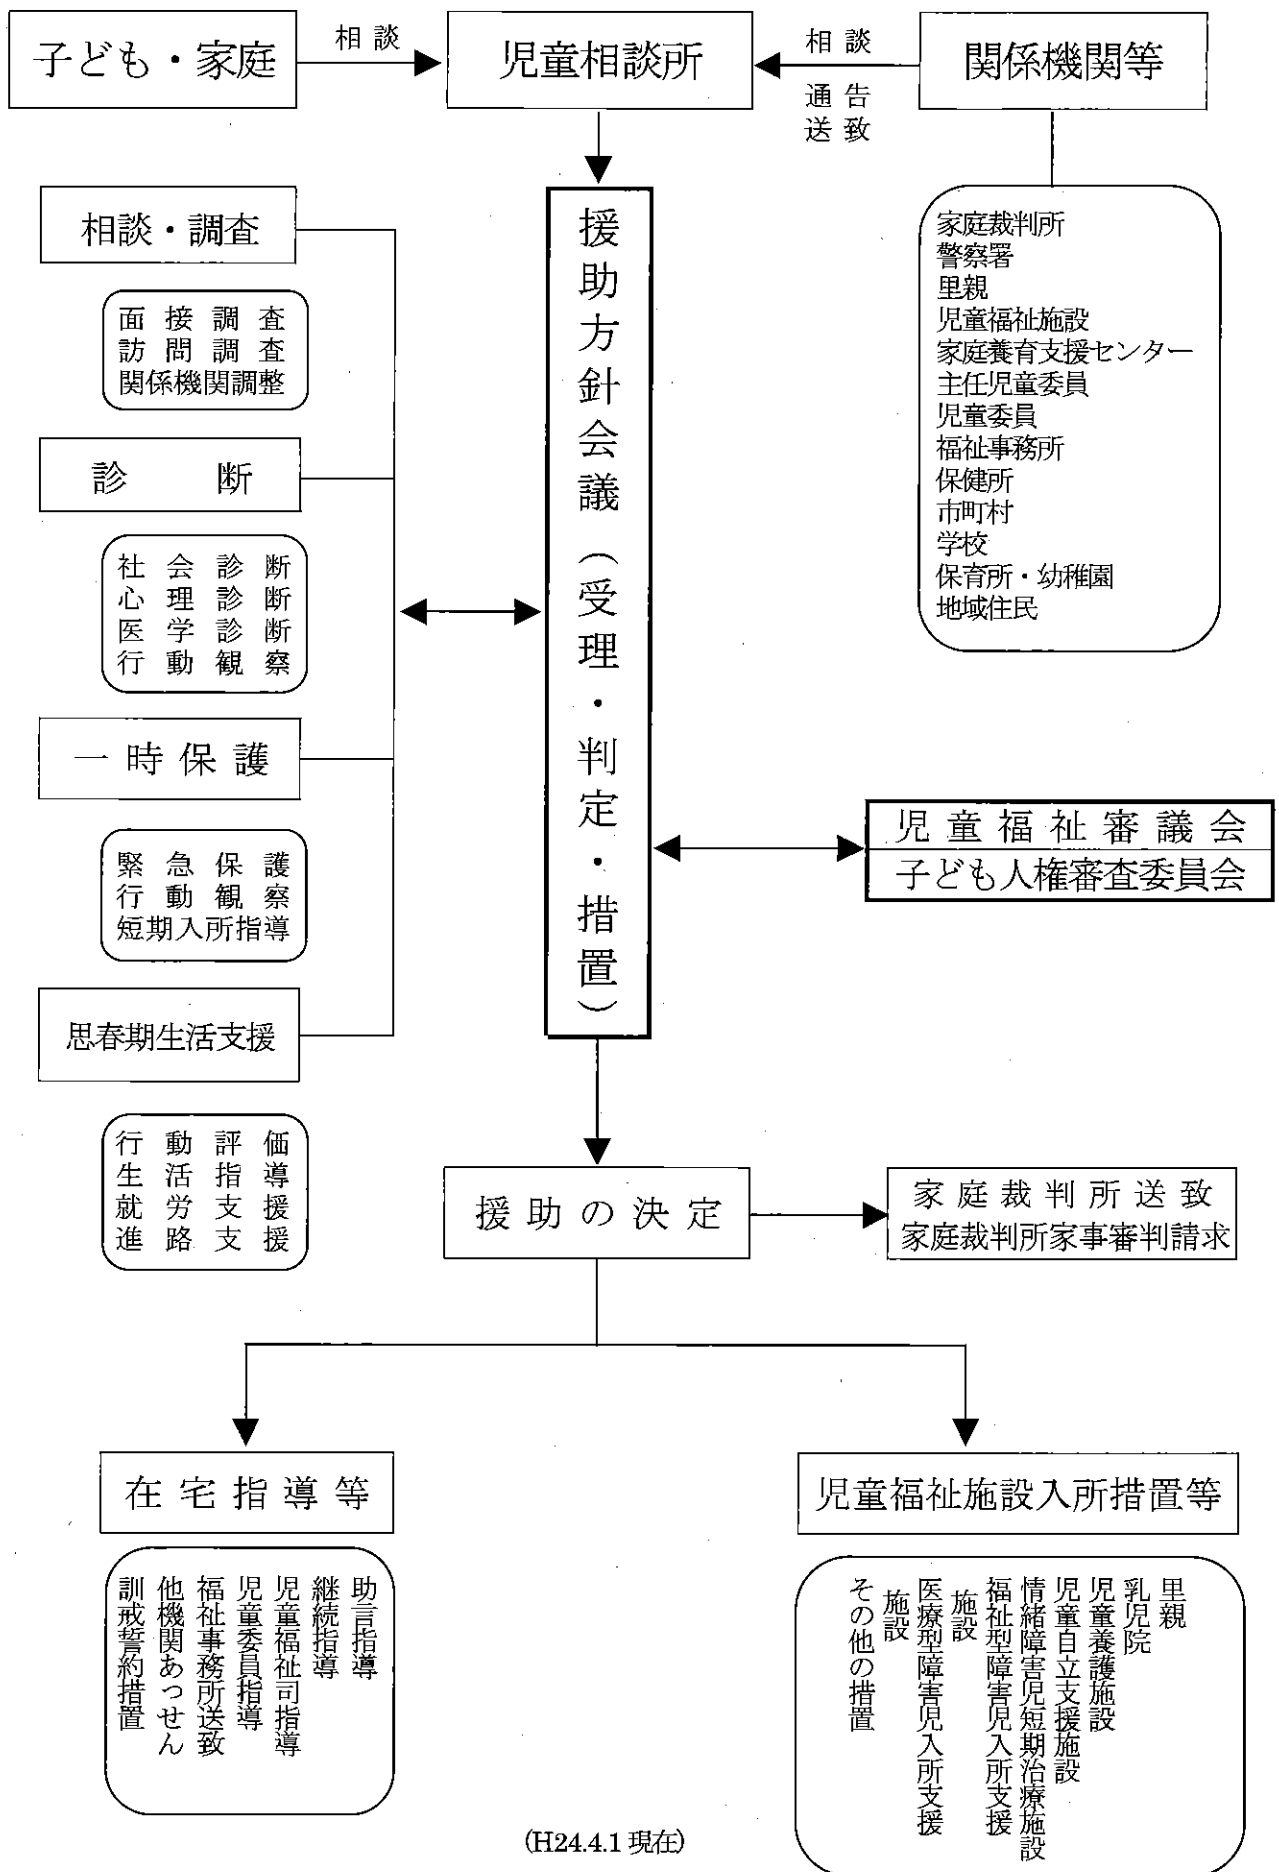 子ども・家庭
相談
児童相談所
相談
通告
送致
関係機関等
家庭裁判所
警察署
里親
児童福祉施設
家庭養育支援センター
主任児童委員
児童委員
福祉事務所
保健所
市町村
学校
保育所・幼稚園
地域住民
相談・調査
面接調査
訪問調査
関係機関調整
診断
社会診断
心理診断
医学診断
行動観察
一時保護
緊急保護
行動観察
短期入所指導
思春期生活支援
行動評価
生活指導
就労支援
進路支援
援助方針会議（受理・判定・措置）
児童福祉審議会
子ども人権審査委員会
援助の決定
家庭裁判所送致
家庭裁判所家事審判請求
在宅指導等
助言指導
継続指導
児童福祉司指導
児童委員指導
福祉事務所送致
他機関あっせん
訓戒誓約措置
児童福祉施設入所措置等
里親
乳児院
児童養護施設
児童自立支援施設
情緒障害児短期治療施設
福祉型障害児入所支援
施設
医療型障害児入所支援
施設
その他の措置
(H24.4.1 現在)